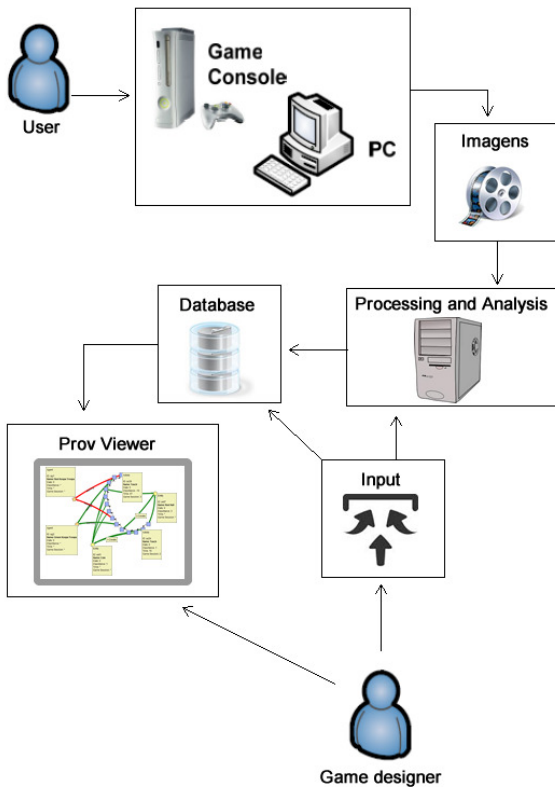 User
Game
Console
PC
Imagens
Database
Processing and Analysis
Prov Viewer
Input
Game designer